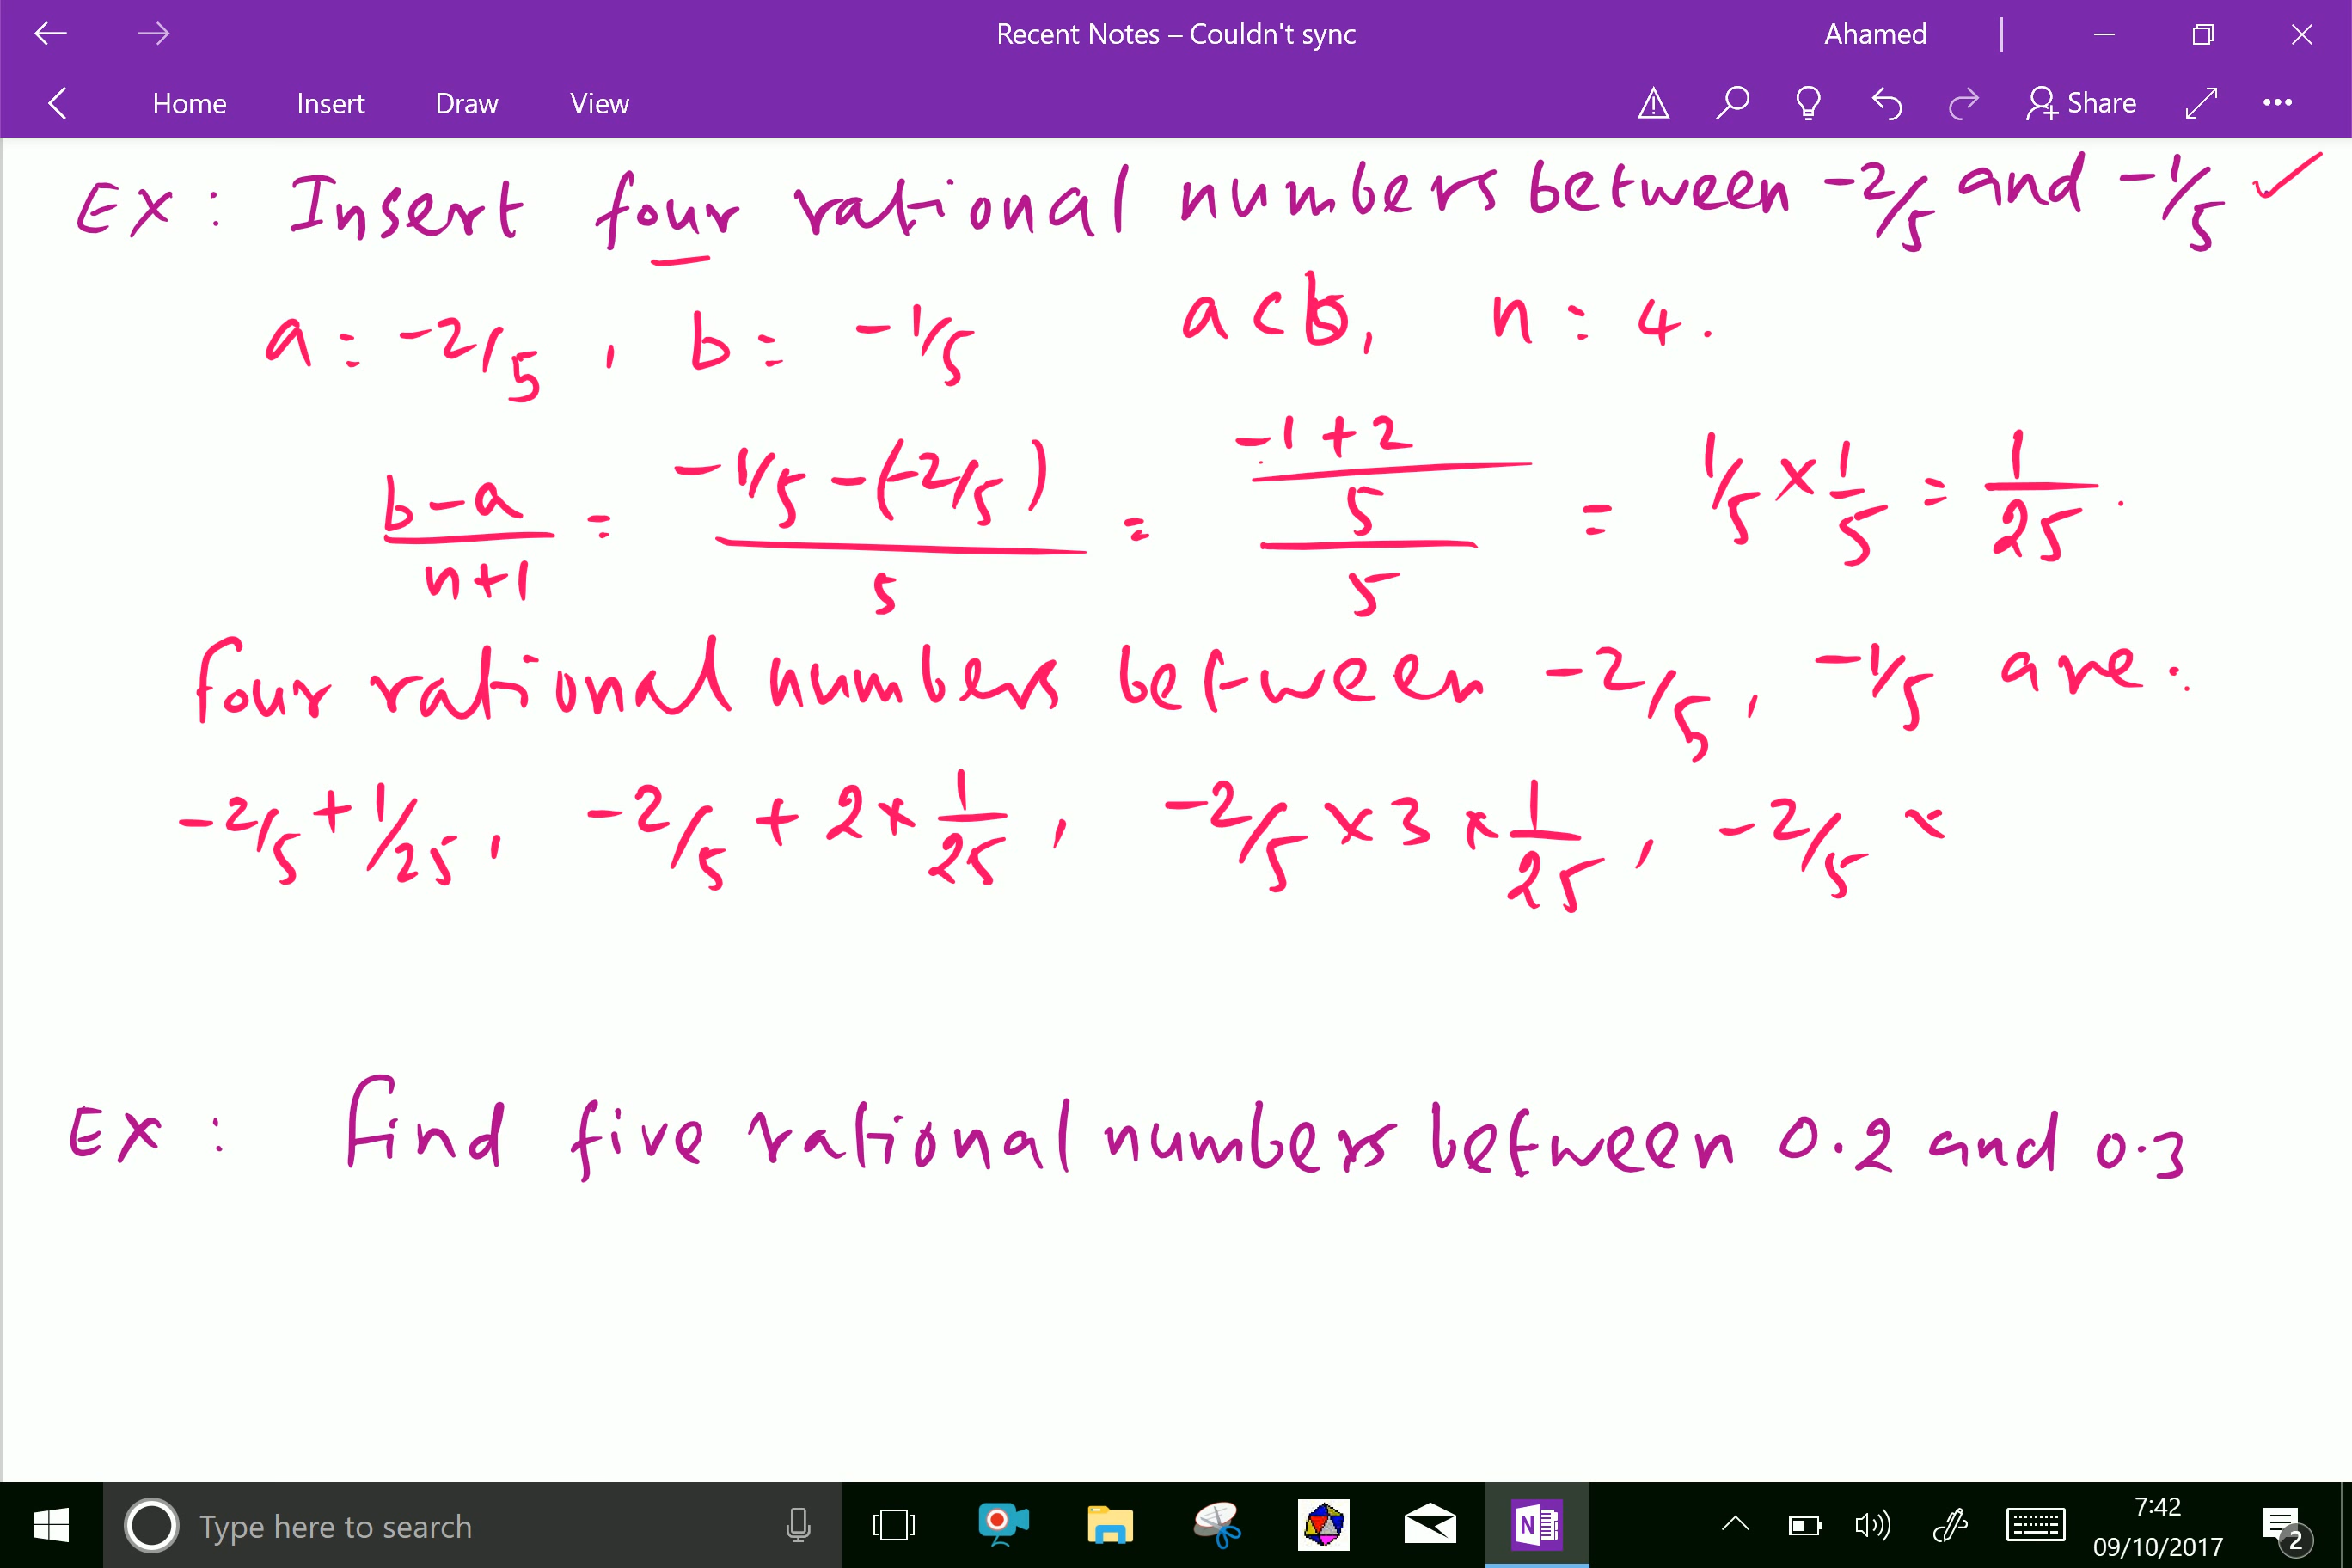 Recent Notes – Couldn't sync
Ahamed
Home Insert Draw View Share
EX : Insert four rational numbers between -2/5 and -1/5 ✓
a = -2/5 , b = -1/5 a<b, n = 4 .
b-a/n+1 = -1/5 -(-2/5)/5 = -1+2/5/5 = 1/5 × 1/5 = 1/25 .
four rational numbers between -2/5 , -1/5 are .
-2/5 + 1/25 , -2/5 + 2 × 1/25 , -2/5 × 3 × 1/25 , -2/5 ×
EX : find five rational numbers between 0.2 and 0.3
Type here to search
N
7:42
09/10/2017
2